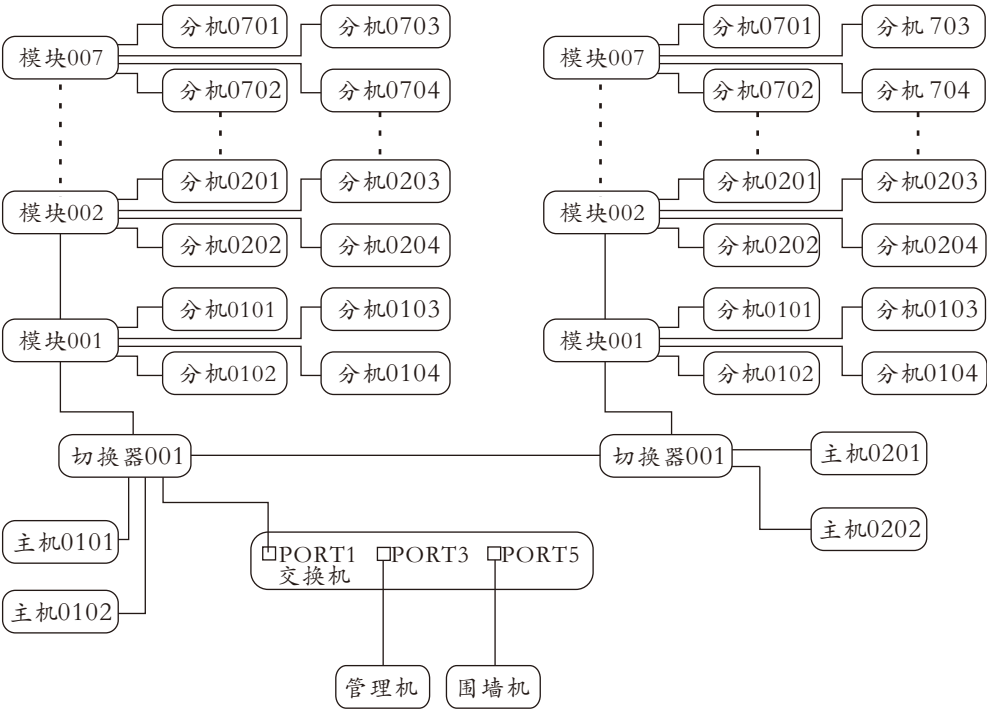 分机0701 分机0703 分机0701 分机 703
模块007 模块007
分机0702 分机0704 分机0702 分机 704
分机0201 分机0203 分机0201 分机0203
模块002 模块002
分机0202 分机0204 分机0202 分机0204
分机0101 分机0103 分机0101 分机0103
模块001 模块001
分机0102 分机0104 分机0102 分机0104
切换器001 切换器001 主机0201
主机0101 主机0202
PORT1 PORT3 PORT5
交换机
主机0102
管理机 围墙机